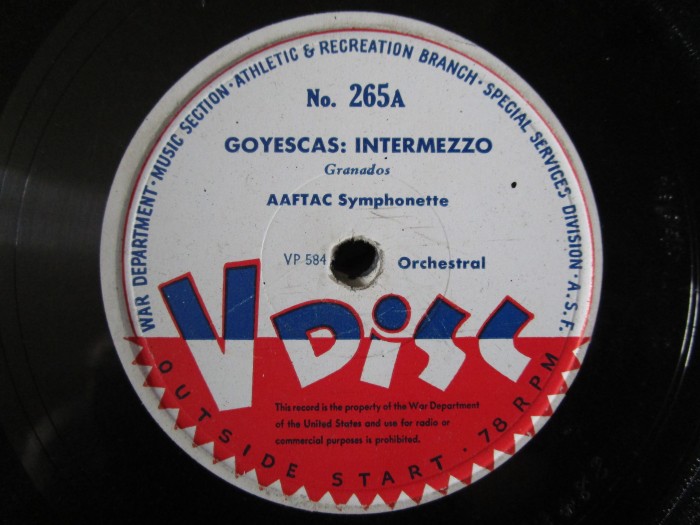 WAR DEPARTMENT · MUSIC SECTION · ATHLETIC & RECREATION BRANCH · SPECIAL SERVICES DIVISION · A.S.F.
No. 265A
GOYESCAS: INTERMEZZO
Granados
AAFTAC Symphonette
VP 584
Orchestral
V DiSC
This record is the property of the War Department
of the United States and use for radio or
commercial purposes is prohibited.
OUTSIDE START · 78 RPM